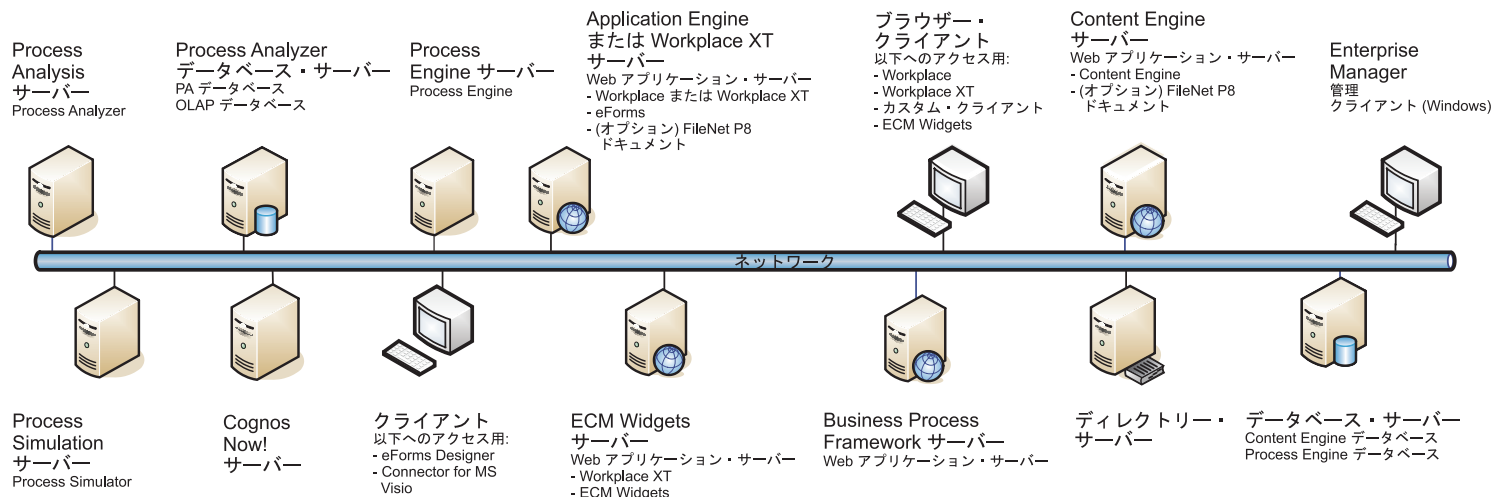 Process
Analysis
サーバー
Process Analyzer
Process Analyzer
データベース・サーバー
PA データベース
OLAP データベース
Process
Engine サーバー
Process Engine
Application Engine
または Workplace XT
サーバー
Web アプリケーション・サーバー
- Workplace または Workplace XT
- eForms
- (オプション) FileNet P8
ドキュメント
ブラウザー・
クライアント
以下へのアクセス用:
- Workplace
- Workplace XT
- カスタム・クライアント
- ECM Widgets
Content Engine
サーバー
Web アプリケーション・サーバー
- Content Engine
- (オプション) FileNet P8
ドキュメント
Enterprise
Manager
管理
クライアント (Windows)
ネットワーク
Process
Simulation
サーバー
Process Simulator
Cognos
Now!
サーバー
クライアント
以下へのアクセス用:
- eForms Designer
- Connector for MS
Visio
ECM Widgets
サーバー
Web アプリケーション・サーバー
- Workplace XT
- ECM Widgets
Business Process
Framework サーバー
Web アプリケーション・サーバー
ディレクトリー・
サーバー
データベース・サーバー
Content Engine データベース
Process Engine データベース